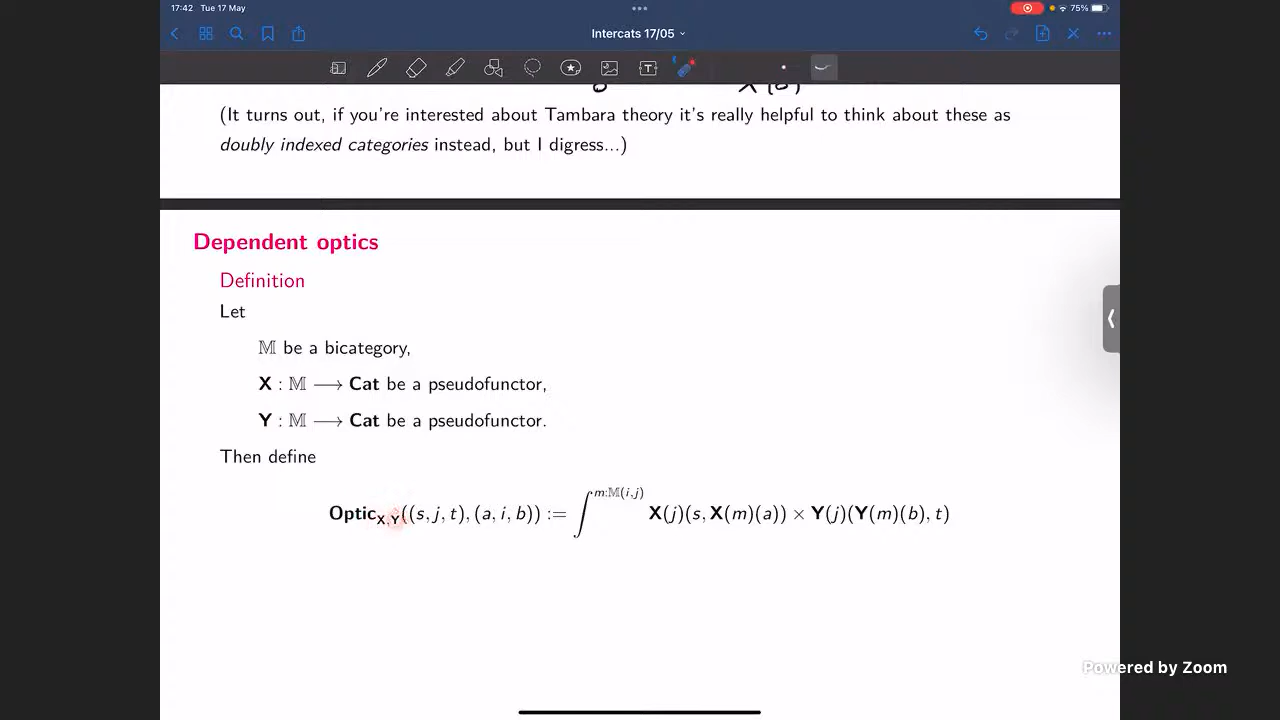 17:42 Tue 17 May
75%
Intercats 17/05
(It turns out, if you're interested about Tambara theory it's really helpful to think about these as
doubly indexed categories instead, but I digress...)
Dependent optics
Definition
Let
𝕄 be a bicategory,
X : 𝕄 ⟶ Cat be a pseudofunctor,
Y : 𝕄 ⟶ Cat be a pseudofunctor.
Then define
Optic_{X,Y}((s, j, t), (a, i, b)) := ∫^{m:𝕄(i,j)} X(j)(s, X(m)(a)) × Y(j)(Y(m)(b), t)
Powered by Zoom